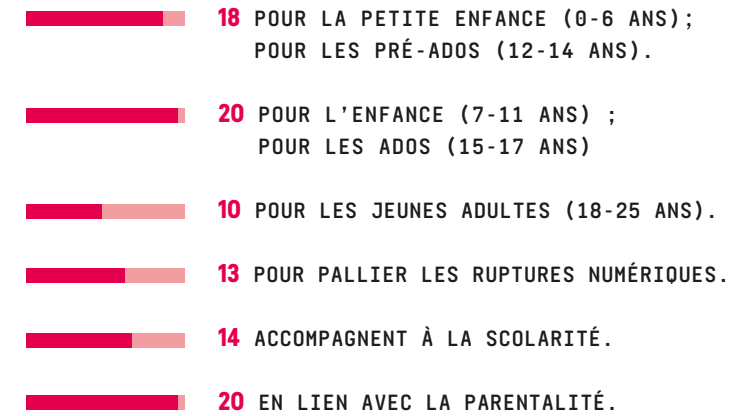 18 POUR LA PETITE ENFANCE (0-6 ANS);
POUR LES PRÉ-ADOS (12-14 ANS).
20 POUR L'ENFANCE (7-11 ANS) ;
POUR LES ADOS (15-17 ANS)
10 POUR LES JEUNES ADULTES (18-25 ANS).
13 POUR PALLIER LES RUPTURES NUMÉRIQUES.
14 ACCOMPAGNENT À LA SCOLARITÉ.
20 EN LIEN AVEC LA PARENTALITÉ.